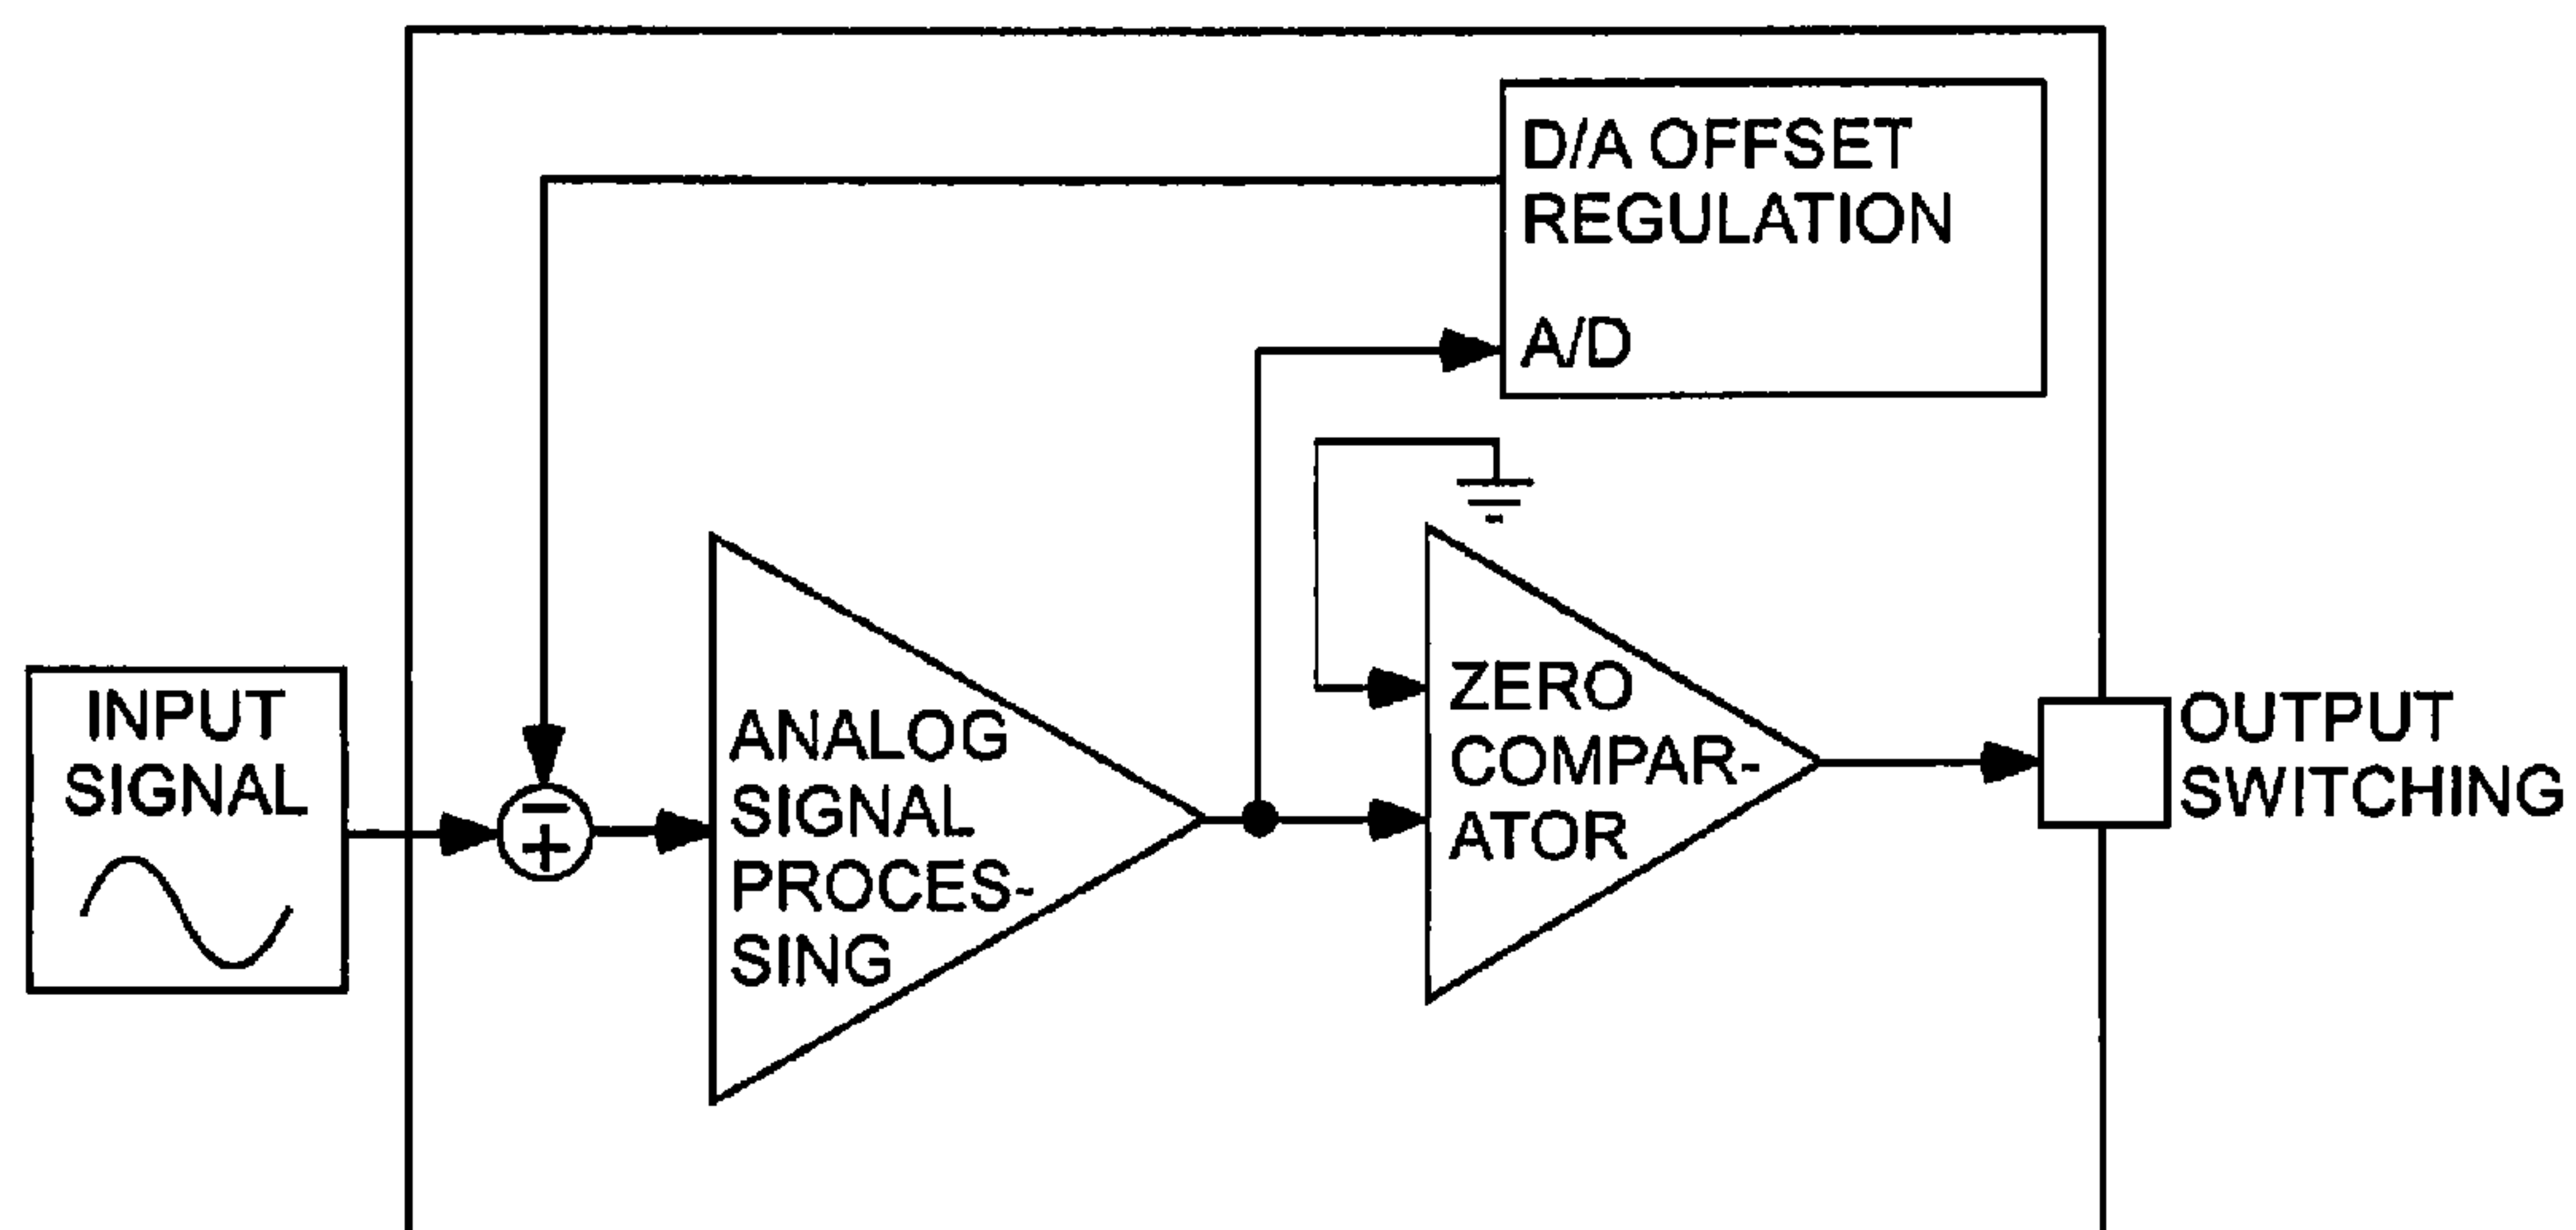 D/A OFFSET
REGULATION
A/D
INPUT
SIGNAL
−
+
ANALOG
SIGNAL
PROCES-
SING
ZERO
COMPAR-
ATOR
OUTPUT
SWITCHING